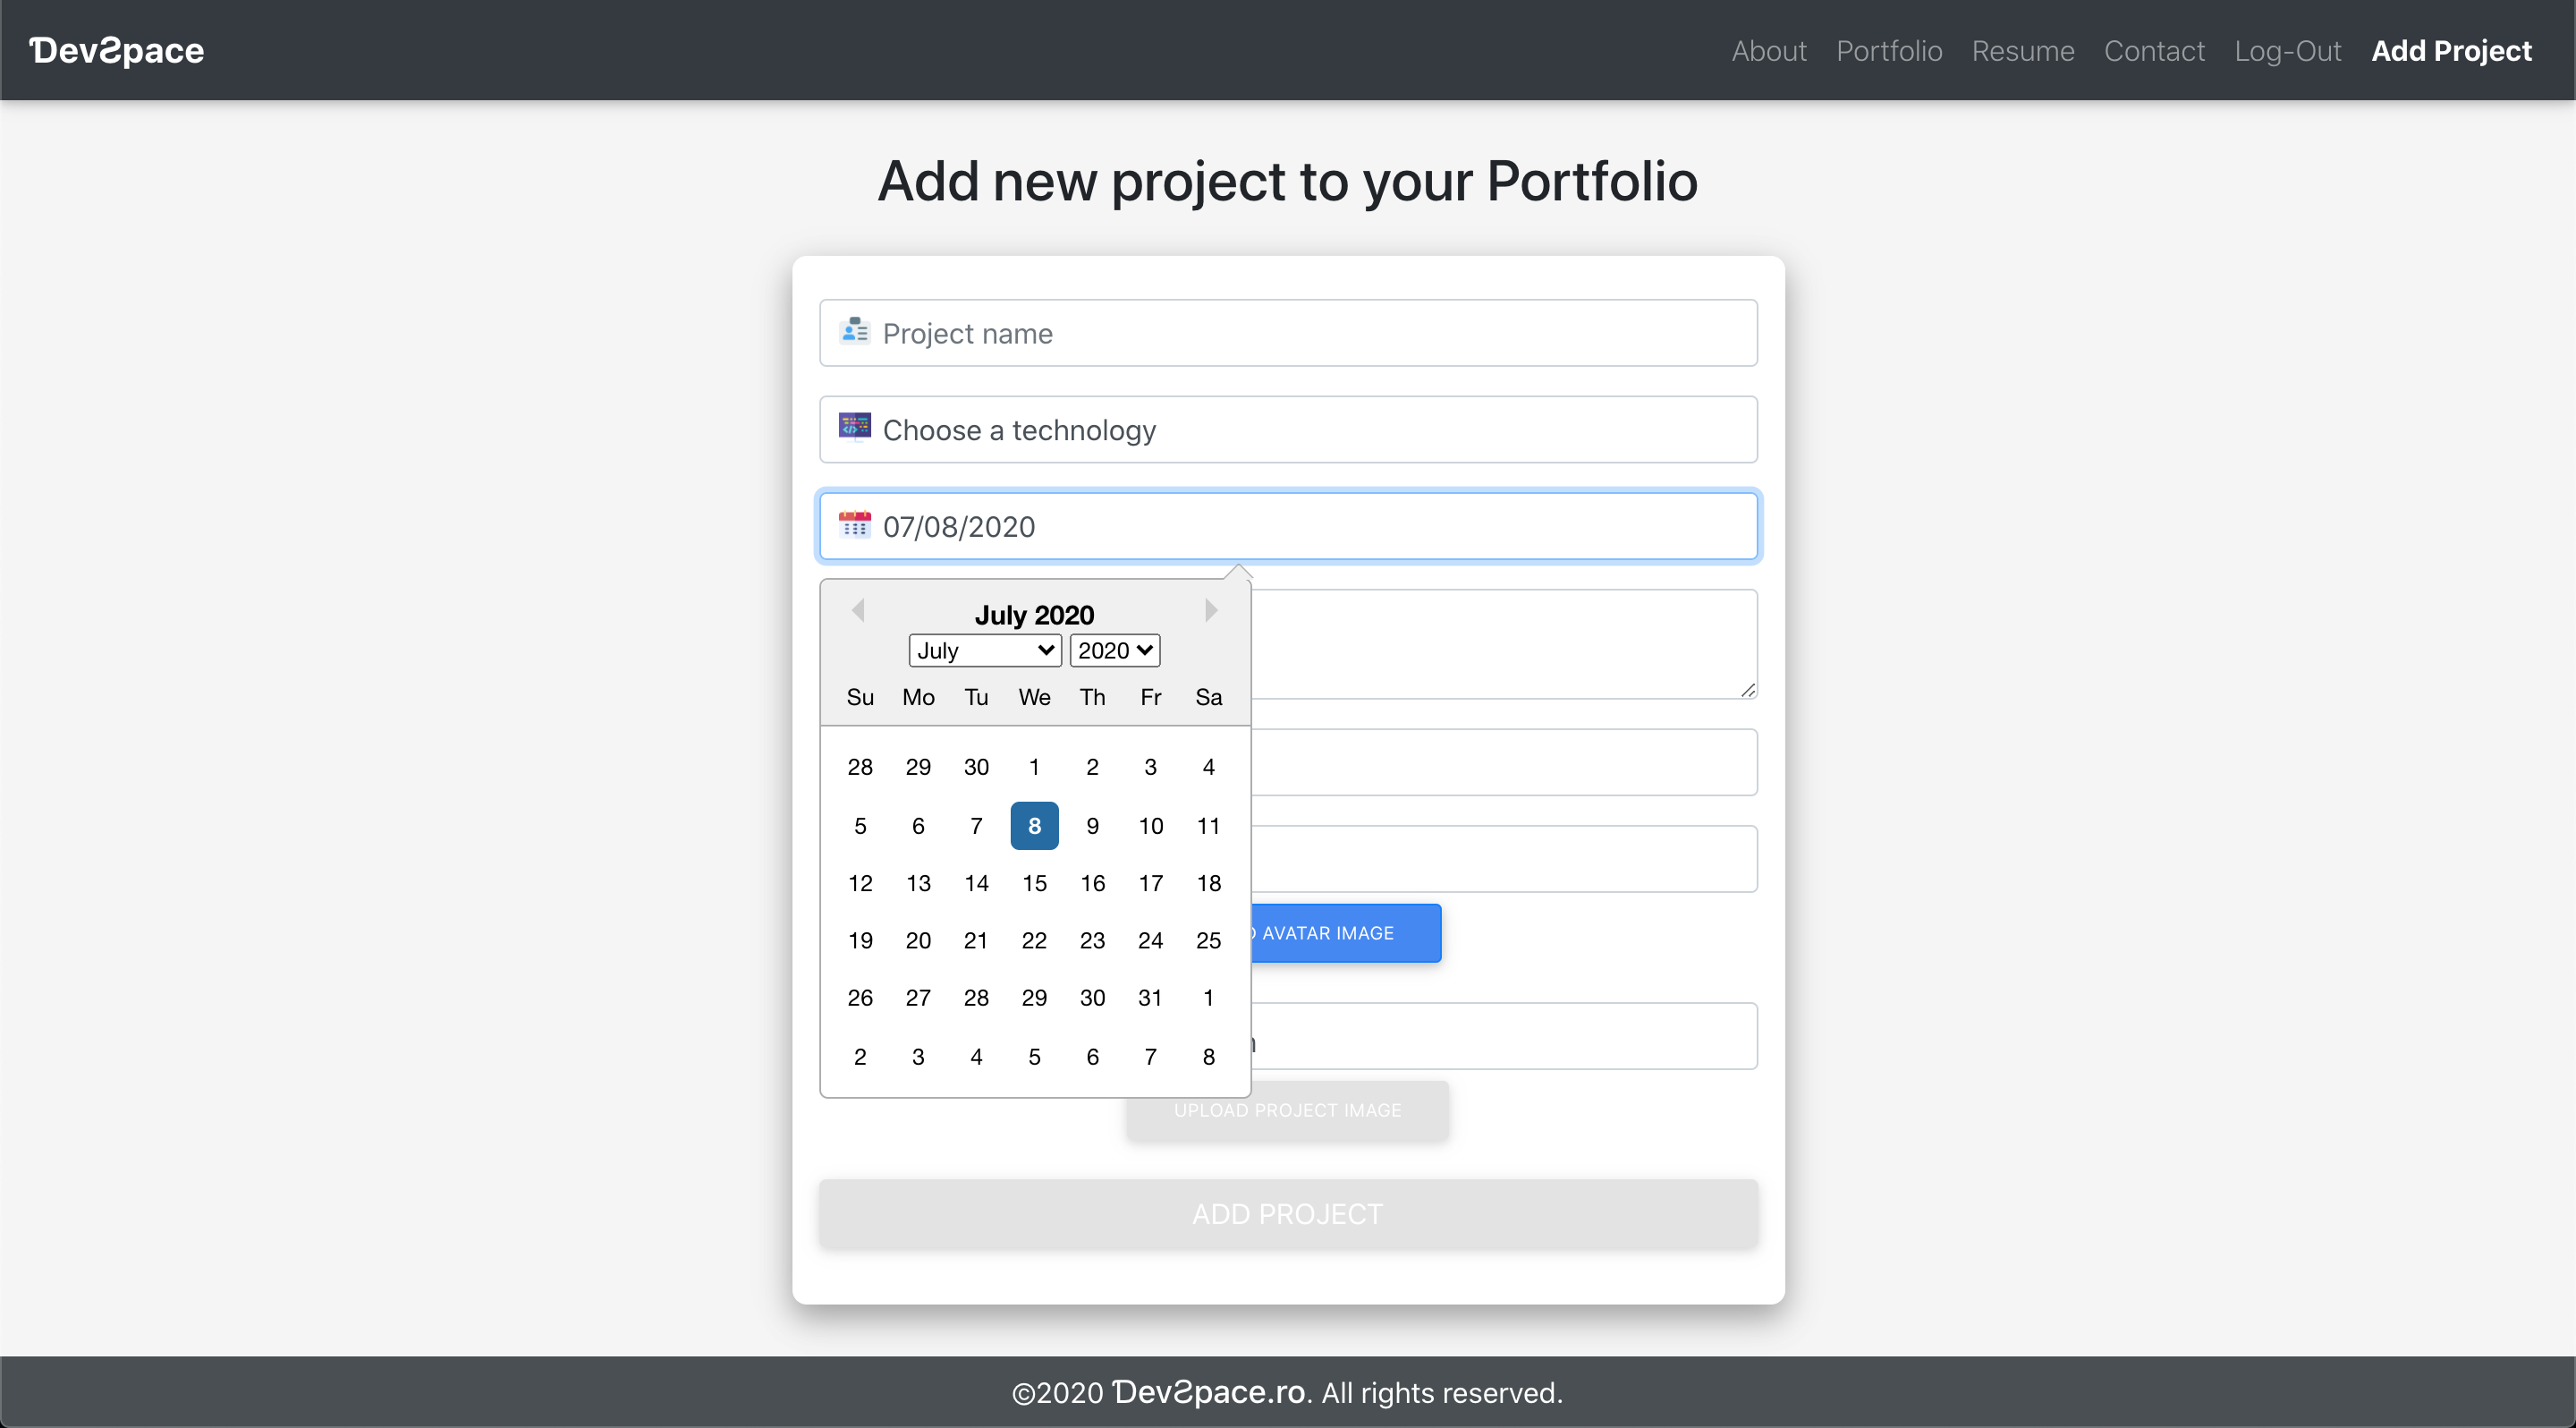 DevSpace
About Portfolio Resume Contact Log-Out Add Project
Add new project to your Portfolio
Project name
Choose a technology
07/08/2020
July 2020
July 2020
Su Mo Tu We Th Fr Sa
28 29 30 1 2 3 4
5 6 7 8 9 10 11
12 13 14 15 16 17 18
19 20 21 22 23 24 25
26 27 28 29 30 31 1
2 3 4 5 6 7 8
AVATAR IMAGE
UPLOAD PROJECT IMAGE
ADD PROJECT
©2020 DevSpace.ro. All rights reserved.